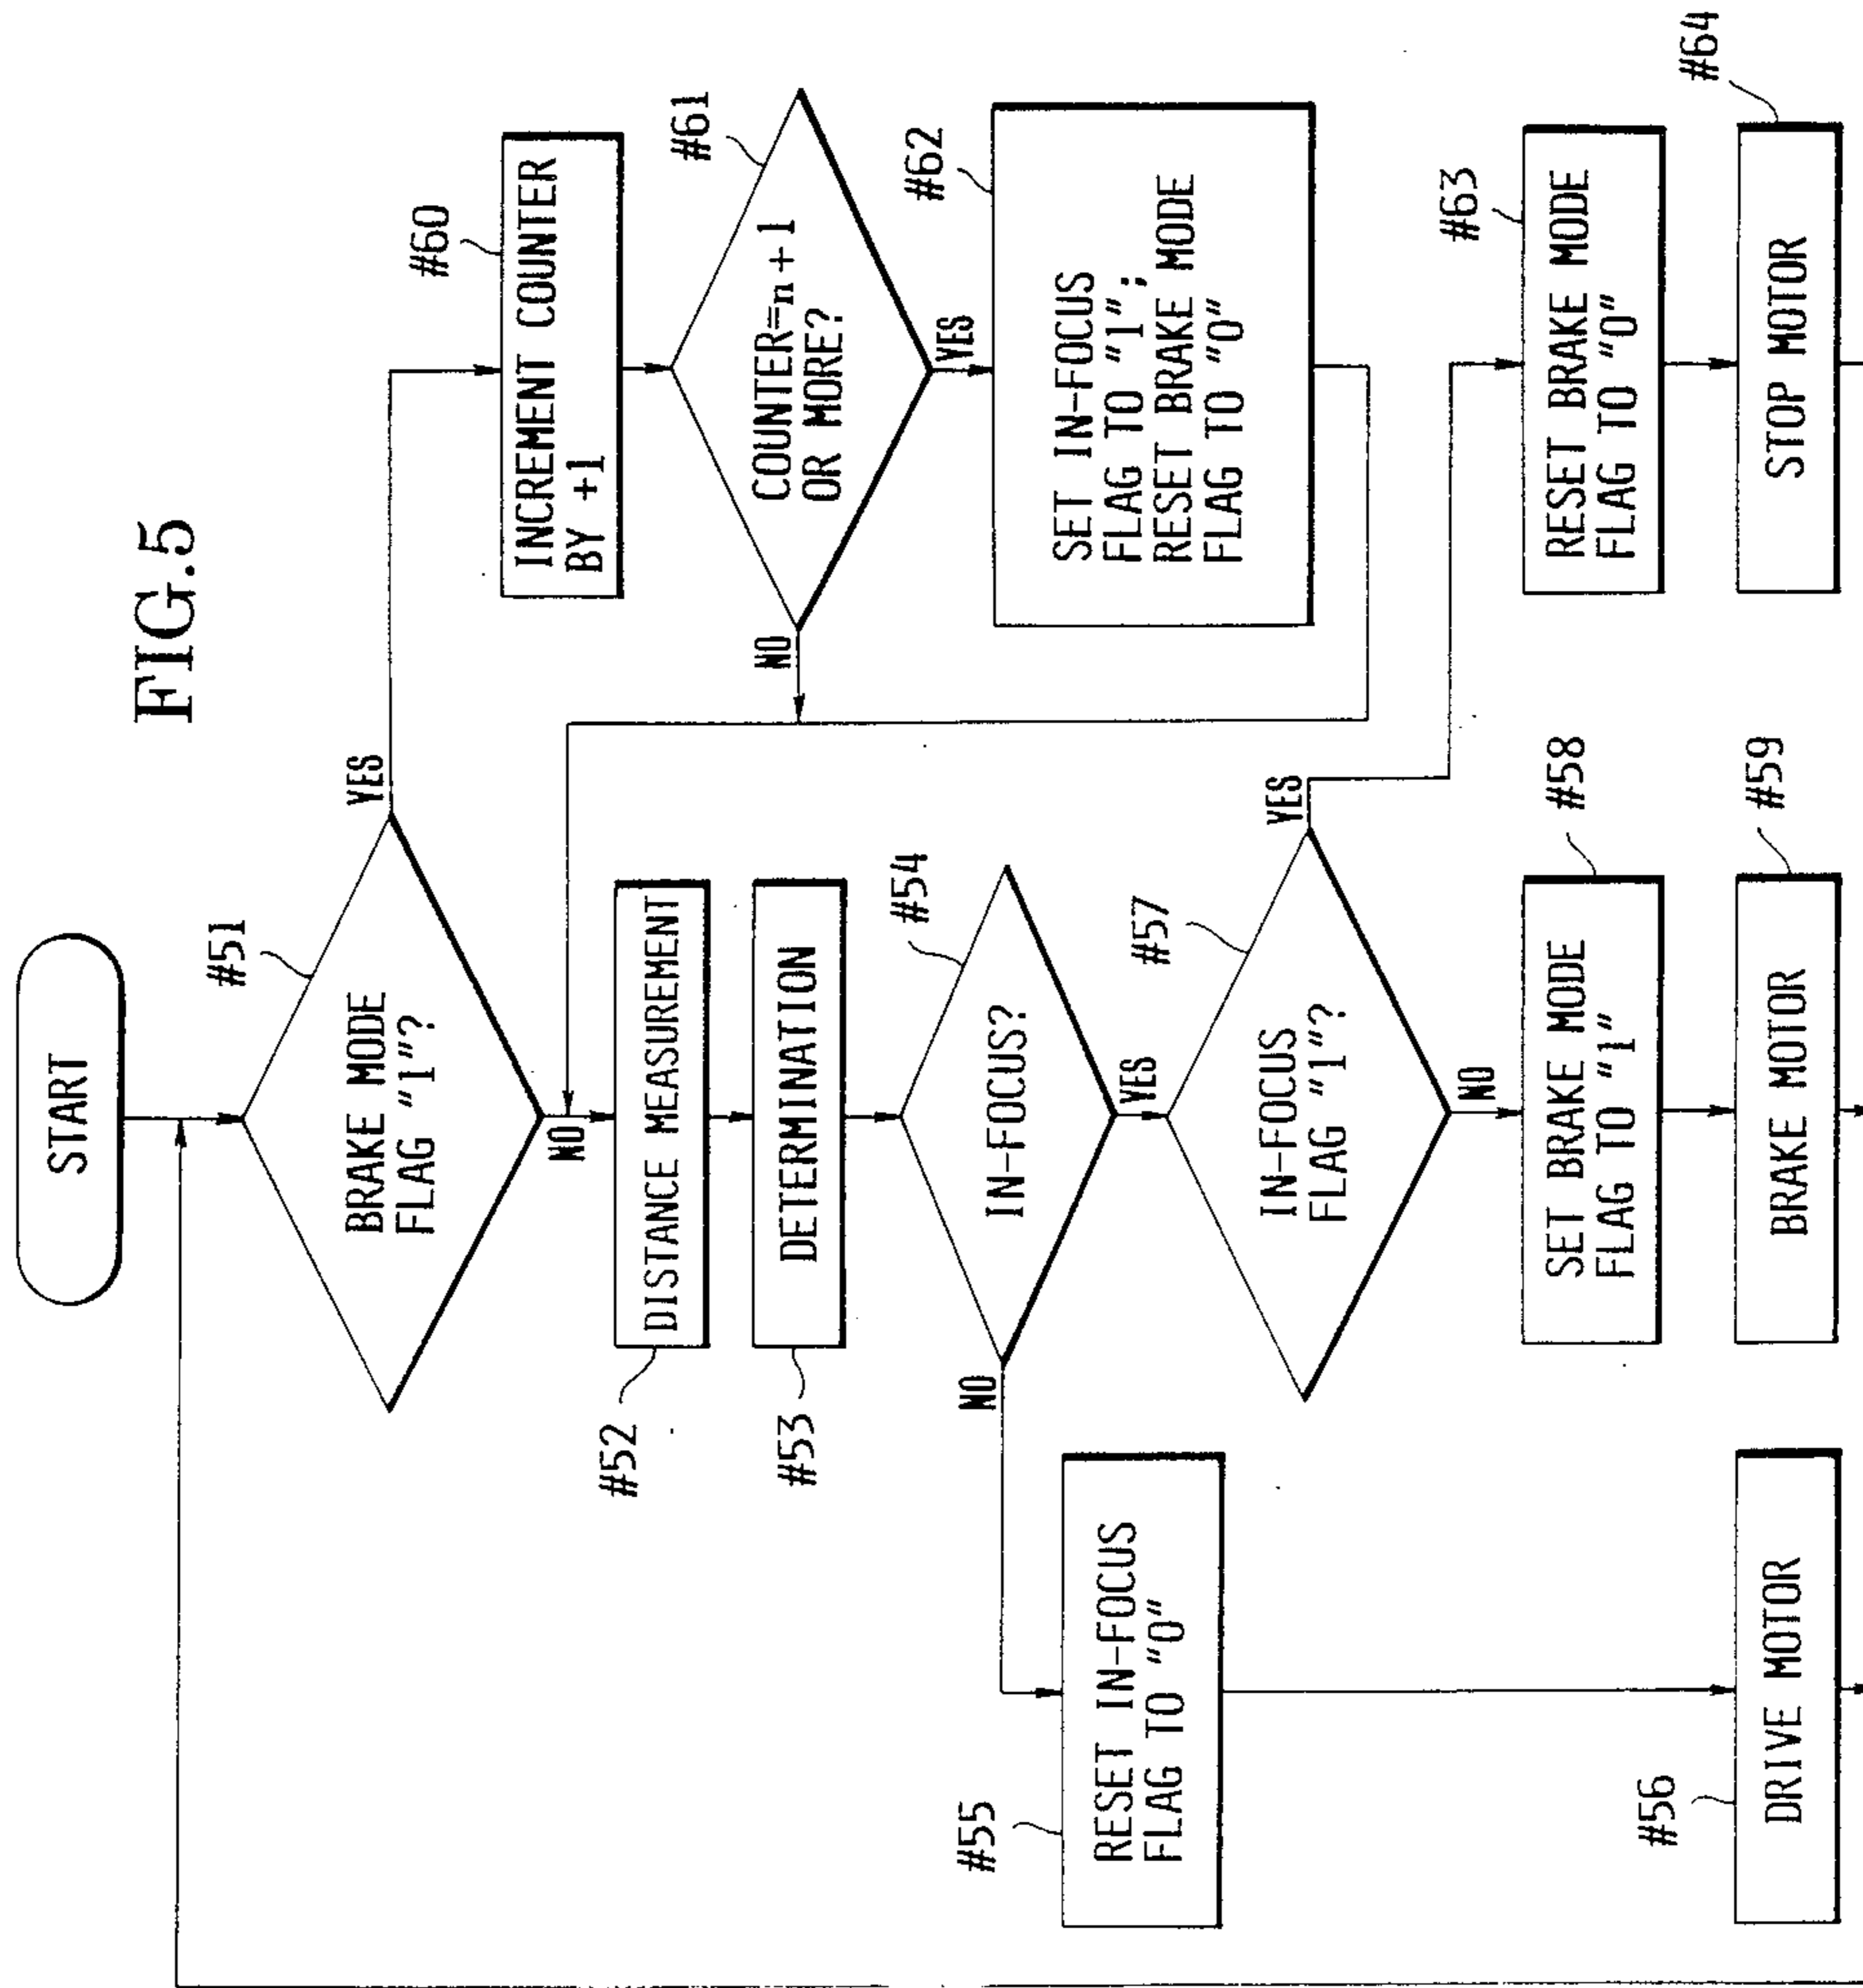 FIG.5
START
#51
BRAKE MODE
FLAG "1"?
YES
NO
#60
INCREMENT COUNTER
BY +1
#61
COUNTER=n+1
OR MORE?
NO
YES
#62
SET IN-FOCUS
FLAG TO "1";
RESET BRAKE MODE
FLAG TO "0"
#52
DISTANCE MEASUREMENT
#53
DETERMINATION
#54
IN-FOCUS?
NO
YES
#55
RESET IN-FOCUS
FLAG TO "0"
#57
IN-FOCUS
FLAG "1"?
YES
NO
#58
SET BRAKE MODE
FLAG TO "1"
#63
RESET BRAKE MODE
FLAG TO "0"
#56
DRIVE MOTOR
#59
BRAKE MOTOR
#64
STOP MOTOR